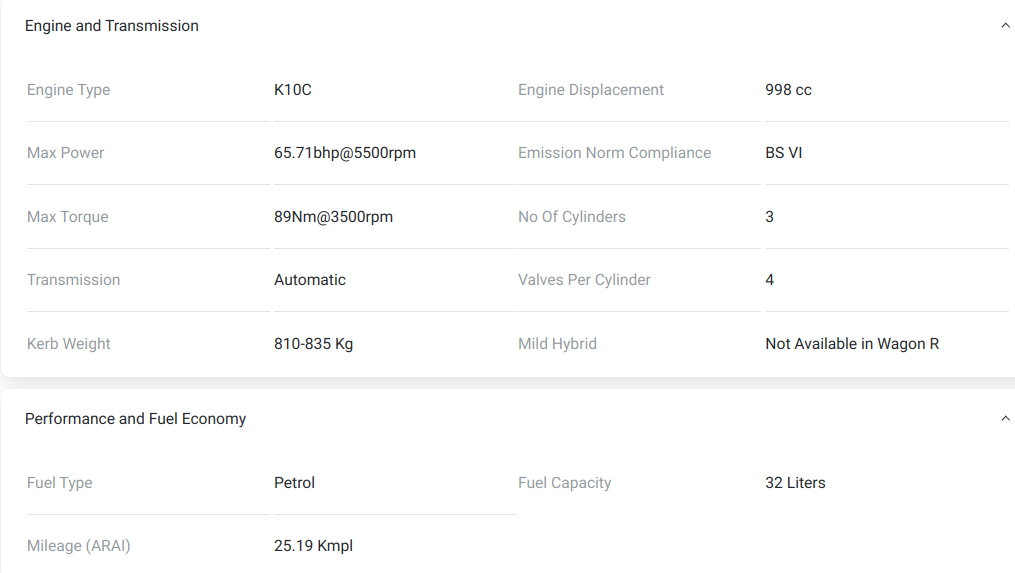 Engine and Transmission
Engine Type K10C Engine Displacement 998 cc
Max Power 65.71bhp@5500rpm Emission Norm Compliance BS VI
Max Torque 89Nm@3500rpm No Of Cylinders 3
Transmission Automatic Valves Per Cylinder 4
Kerb Weight 810-835 Kg Mild Hybrid Not Available in Wagon R
Performance and Fuel Economy
Fuel Type Petrol Fuel Capacity 32 Liters
Mileage (ARAI) 25.19 Kmpl